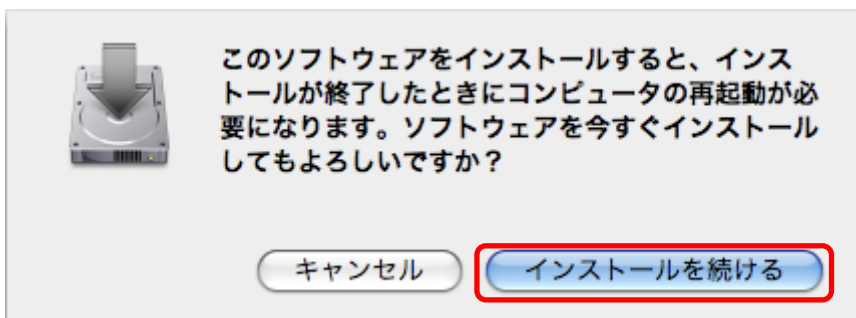 このソフトウェアをインストールすると、インス
トールが終了したときにコンピュータの再起動が必
要になります。ソフトウェアを今すぐインストール
してもよろしいですか？
キャンセル
インストールを続ける